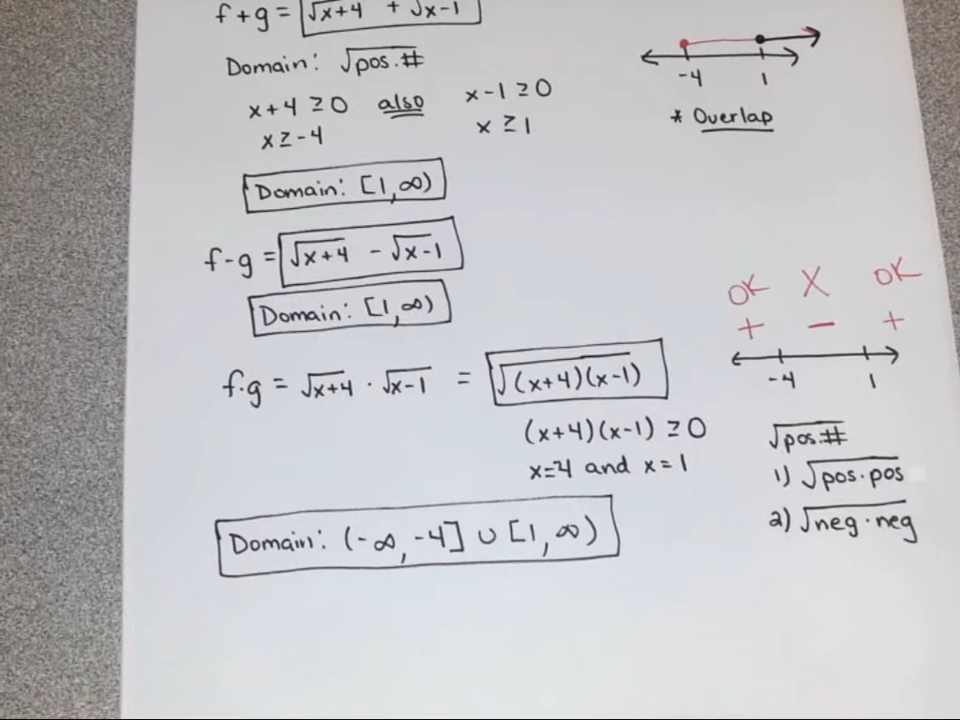 f+g = √x+4 + √x-1
Domain: √pos.#
x+4 ≥0 also x-1 ≥0
x≥-4 x ≥1
-4 1
* Overlap
Domain: [1,∞)
f-g = √x+4 - √x-1
Domain: [1,∞)
OK X OK
+ - +
-4 1
f·g = √x+4 · √x-1 = √(x+4)(x-1)
(x+4)(x-1) ≥0
x=-4 and x=1
√pos.#
1) √pos·pos
2) √neg·neg
Domain: (-∞,-4] ∪ [1,∞)